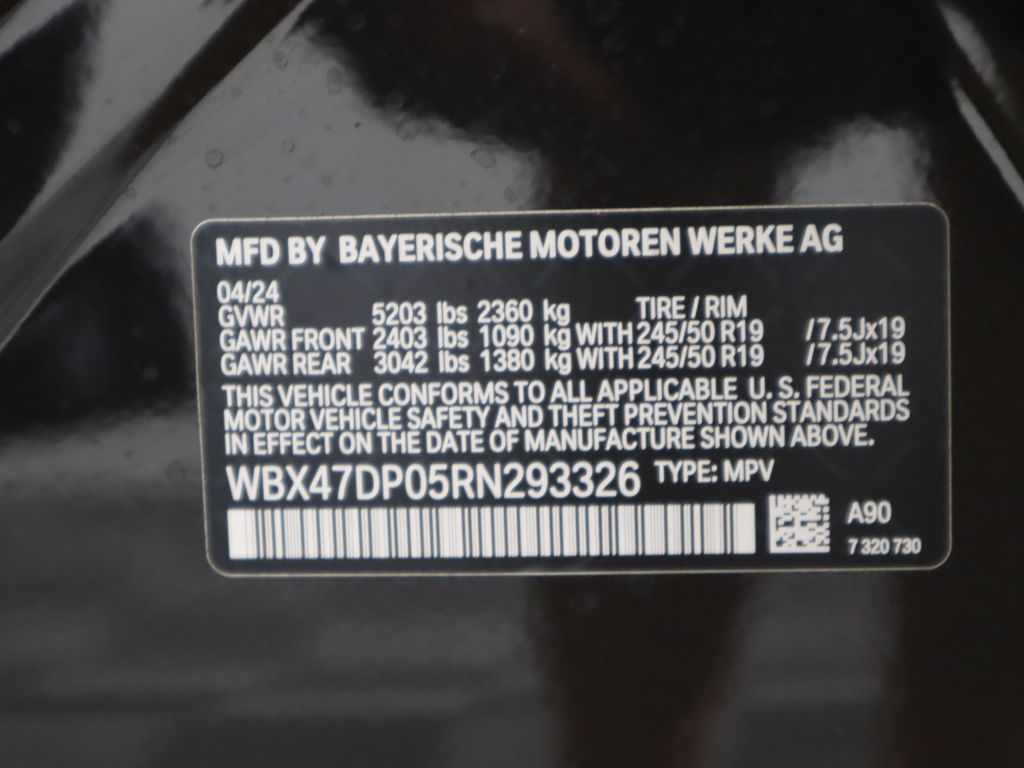 MFD BY BAYERISCHE MOTOREN WERKE AG
04/24
GVWR 5203 lbs 2360 kg TIRE / RIM
GAWR FRONT 2403 lbs 1090 kg WITH 245/50 R19 /7.5Jx19
GAWR REAR 3042 lbs 1380 kg WITH 245/50 R19 /7.5Jx19
THIS VEHICLE CONFORMS TO ALL APPLICABLE U. S. FEDERAL
MOTOR VEHICLE SAFETY AND THEFT PREVENTION STANDARDS
IN EFFECT ON THE DATE OF MANUFACTURE SHOWN ABOVE.
WBX47DP05RN293326 TYPE: MPV
A90
7 320 730